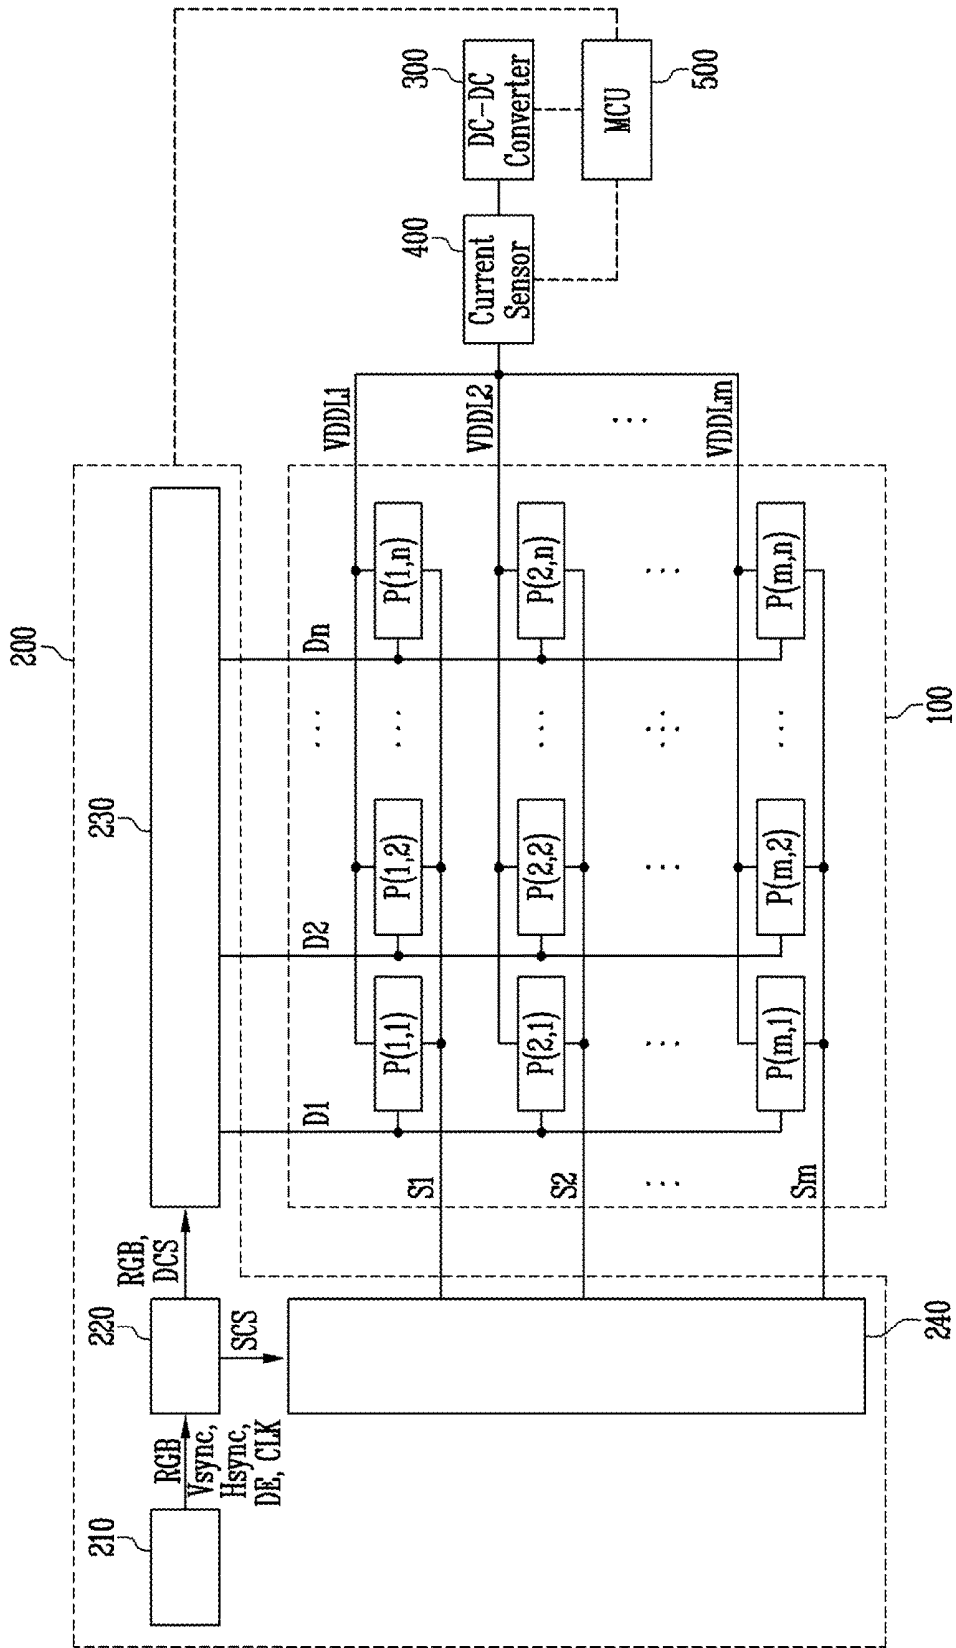 200
210
RGB
Vsync,
Hsync,
DE, CLK
220
RGB,
DCS
SCS
230
240
D1
D2
...
Dn
VDDL1
S1
P(1,1)
P(1,2)
...
P(1,n)
VDDL2
S2
P(2,1)
P(2,2)
...
P(2,n)
...
VDDLm
Sm
P(m,1)
P(m,2)
...
P(m,n)
100
400
Current
Sensor
300
DC-DC
Converter
MCU
500